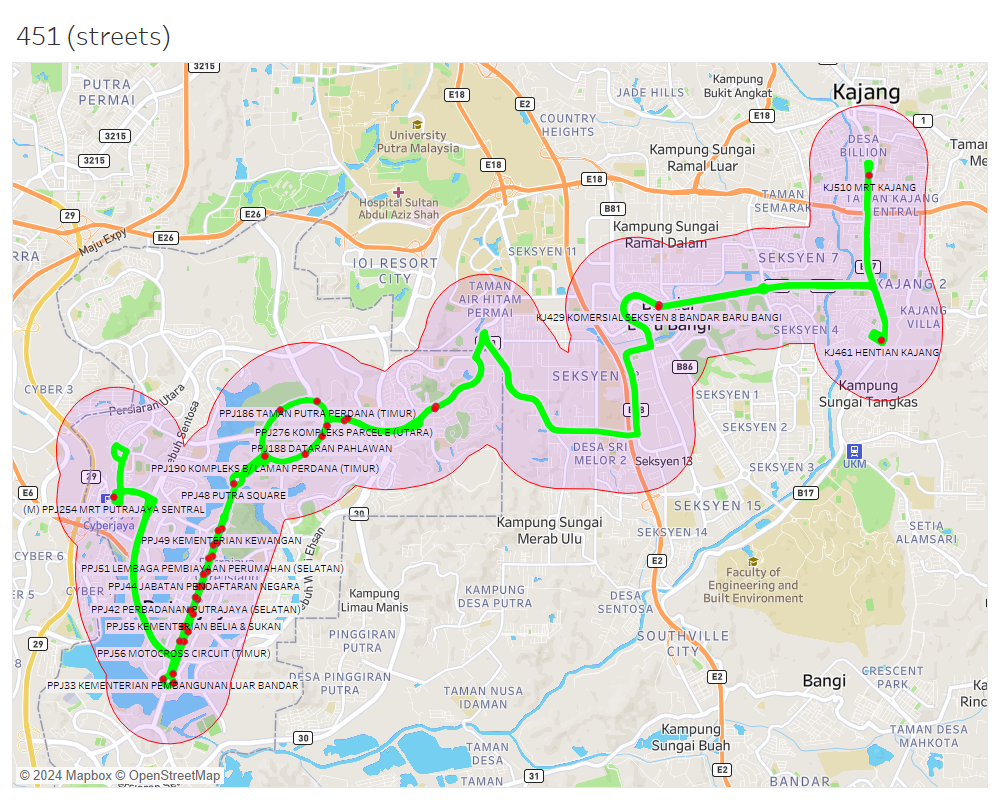 451 (streets)
3215
Kajang
PUTRA
PERMAI
E18
E2
JADE HILLS
Kampung
Bukit Angkat
COUNTRY
HEIGHTS
E18
1
3215
University
Putra Malaysia
DESA
BILLION
3215
E18
Kampung Sungai
Ramal Luar
E18
KJ510 MRT KAJANG
Hospital Sultan
Abdul Aziz Shah
TAMAN
SEMARAK
29
E26
B81
E26
Maju Expy
Kampung Sungai
Ramal Dalam
SEKSYEN 11
SEKSYEN 7
IOI RESORT
CITY
TAMAN
AIR HITAM
PERMAI
KAJANG 2
KAJANG
VILLA
KJ429 KOMERSIAL SEKSYEN 8 BANDAR BARU BANGI
SEKSYEN 4
KJ461 HENTIAN KAJANG
B86
SEKSYEN
CYBER 3
Persiaran Utara
SEKSYEN 1
Kampung
Sungai Tangkas
PPJ186 TAMAN PUTRA PERDANA (TIMUR)
PPJ276 KOMPLEKS PARCEL E (UTARA)
PPJ188 DATARAN PAHLAWAN
DESA SRI
MELOR 2
Seksyen 13
PPJ190 KOMPLEKS B/ LAMAN PERDANA (TIMUR)
SEKSYEN 3
UKM
29
E6
PPJ48 PUTRA SQUARE
B17
(M) PPJ254 MRT PUTRAJAYA SENTRAL
Cyberjaya
30
SEKSYEN 15
Kampung Sungai
Merab Ulu
SEKSYEN 14
SETIA
ALAMSARI
PPJ49 KEMENTERIAN KEWANGAN
CYBER 6
E2
PPJ51 LEMBAGA PEMBIAYAAN PERUMAHAN (SELATAN)
Faculty of
Engineering and
Built Environment
PPJ44 JABATAN PENDAFTARAN NEGARA
CYBER
Kampung
Limau Manis
KAMPUNG
DESA PUTRA
DESA
SENTOSA
PPJ42 PERBADANAN PUTRAJAYA (SELATAN)
PPJ55 KEMENTERIAN BELIA & SUKAN
PINGGIRAN
PUTRA
SOUTHVILLE
CITY
29
PPJ56 MOTOCROSS CIRCUIT (TIMUR)
E2
Bangi
CRESCENT
PARK
PPJ33 KEMENTERIAN PEMBANGUNAN LUAR BANDAR
DESA PINGGIRAN
PUTRA
TAMAN NUSA
IDAMAN
30
Kampung
Sungai Buah
TAMAN DESA
MAHKOTA
TAMAN
DESA
E2
31
TAMAN
BANDAR
© 2024 Mapbox © OpenStreetMap